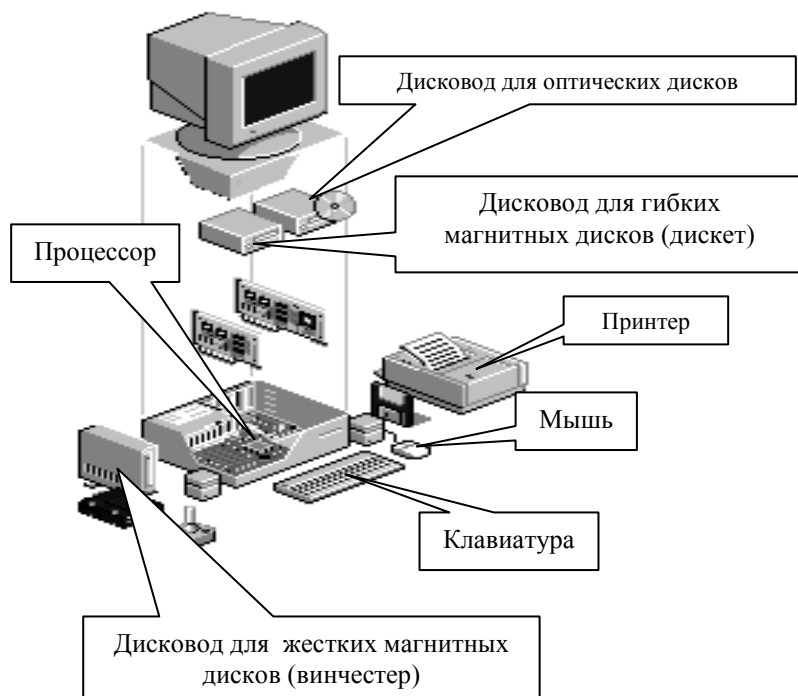 Дисковод для оптических дисков
Дисковод для гибких
магнитных дисков (дискет)
Процессор
Принтер
Мышь
Клавиатура
Дисковод для жестких магнитных
дисков (винчестер)